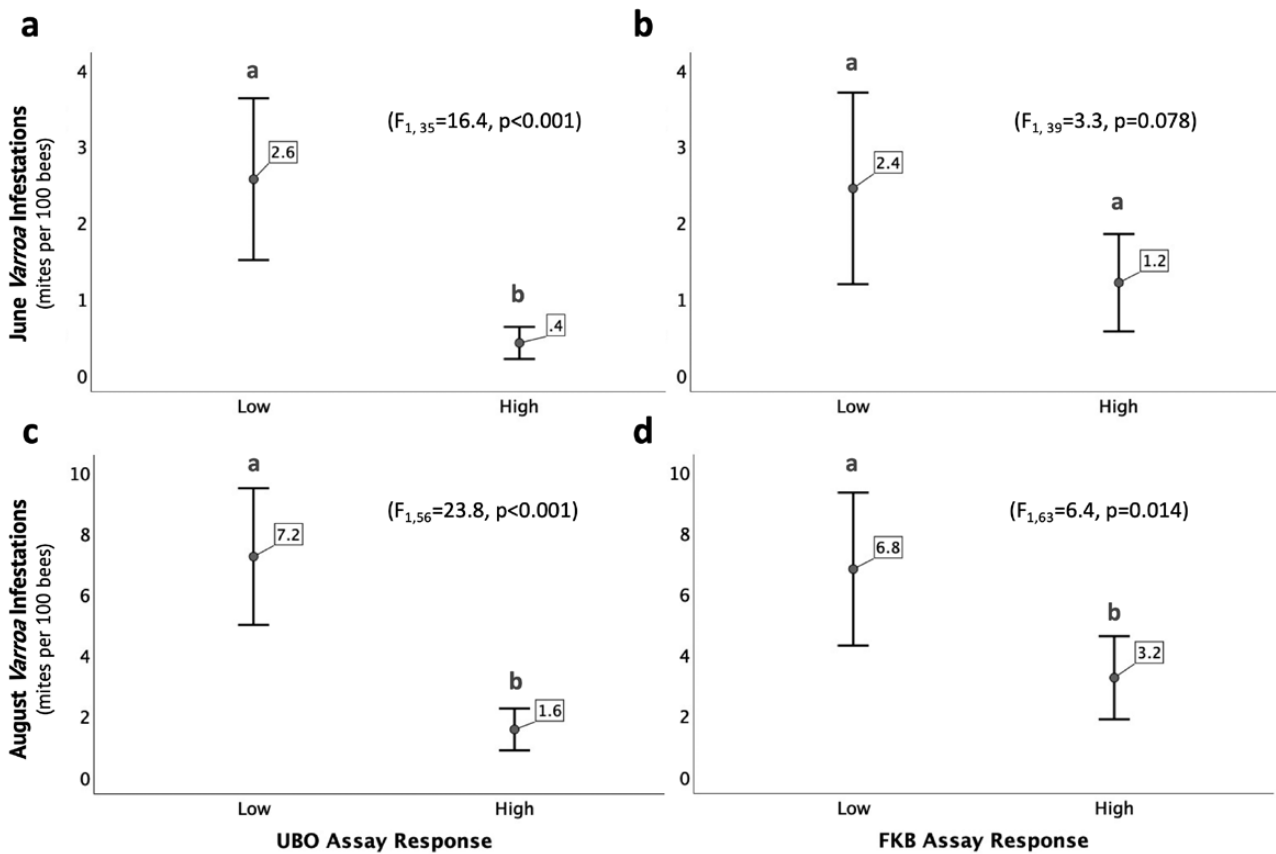 a
June Varroa Infestations
(mites per 100 bees)
4
3
2
1
0
a
2.6
(F1, 35=16.4, p<0.001)
b
.4
Low
High
b
4
3
2
1
0
a
2.4
(F1, 39=3.3, p=0.078)
a
1.2
Low
High
c
August Varroa Infestations
(mites per 100 bees)
10
8
6
4
2
0
a
7.2
(F1,56=23.8, p<0.001)
b
1.6
Low
High
UBO Assay Response
d
10
8
6
4
2
0
a
6.8
(F1,63=6.4, p=0.014)
b
3.2
Low
High
FKB Assay Response